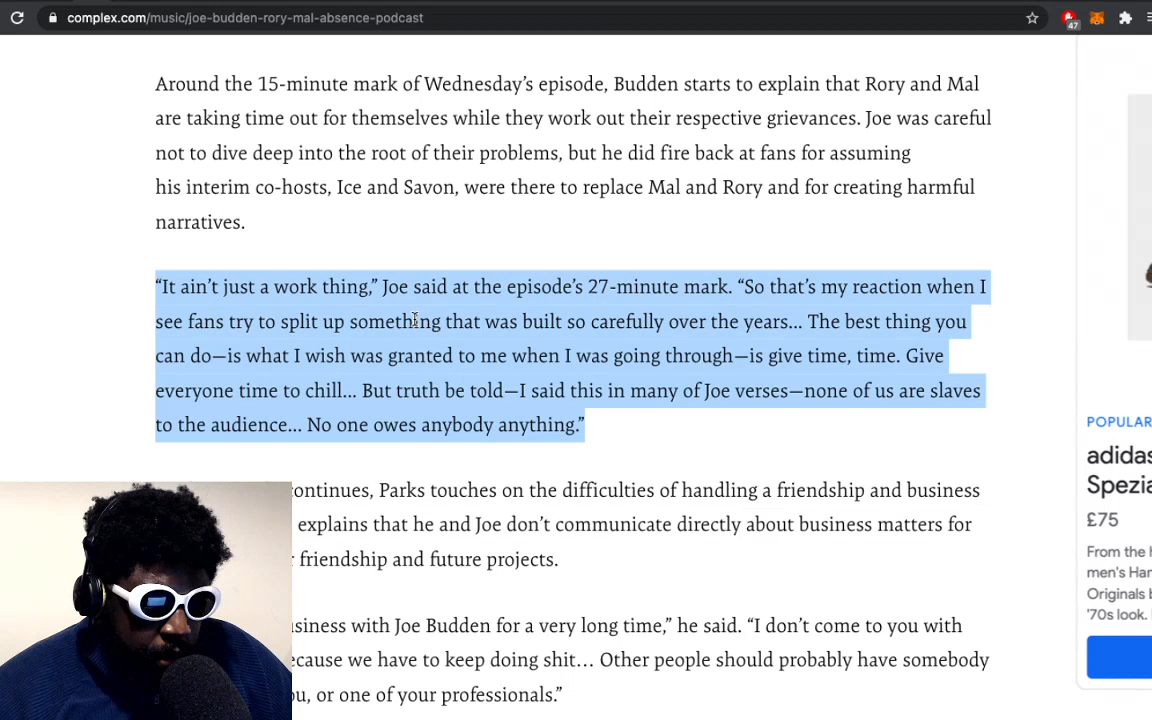 complex.com/music/joe-budden-rory-mal-absence-podcast
47
Around the 15-minute mark of Wednesday’s episode, Budden starts to explain that Rory and Mal
are taking time out for themselves while they work out their respective grievances. Joe was careful
not to dive deep into the root of their problems, but he did fire back at fans for assuming
his interim co-hosts, Ice and Savon, were there to replace Mal and Rory and for creating harmful
narratives.
“It ain’t just a work thing,” Joe said at the episode’s 27-minute mark. “So that’s my reaction when I
see fans try to split up something that was built so carefully over the years… The best thing you
can do—is what I wish was granted to me when I was going through—is give time, time. Give
everyone time to chill… But truth be told—I said this in many of Joe verses—none of us are slaves
to the audience… No one owes anybody anything.”
continues, Parks touches on the difficulties of handling a friendship and business
explains that he and Joe don’t communicate directly about business matters for
friendship and future projects.
siness with Joe Budden for a very long time,” he said. “I don’t come to you with
ecause we have to keep doing shit… Other people should probably have somebody
u, or one of your professionals.”
POPULAR
adidas
Spezia
£75
From the h
men's Han
Originals b
'70s look.